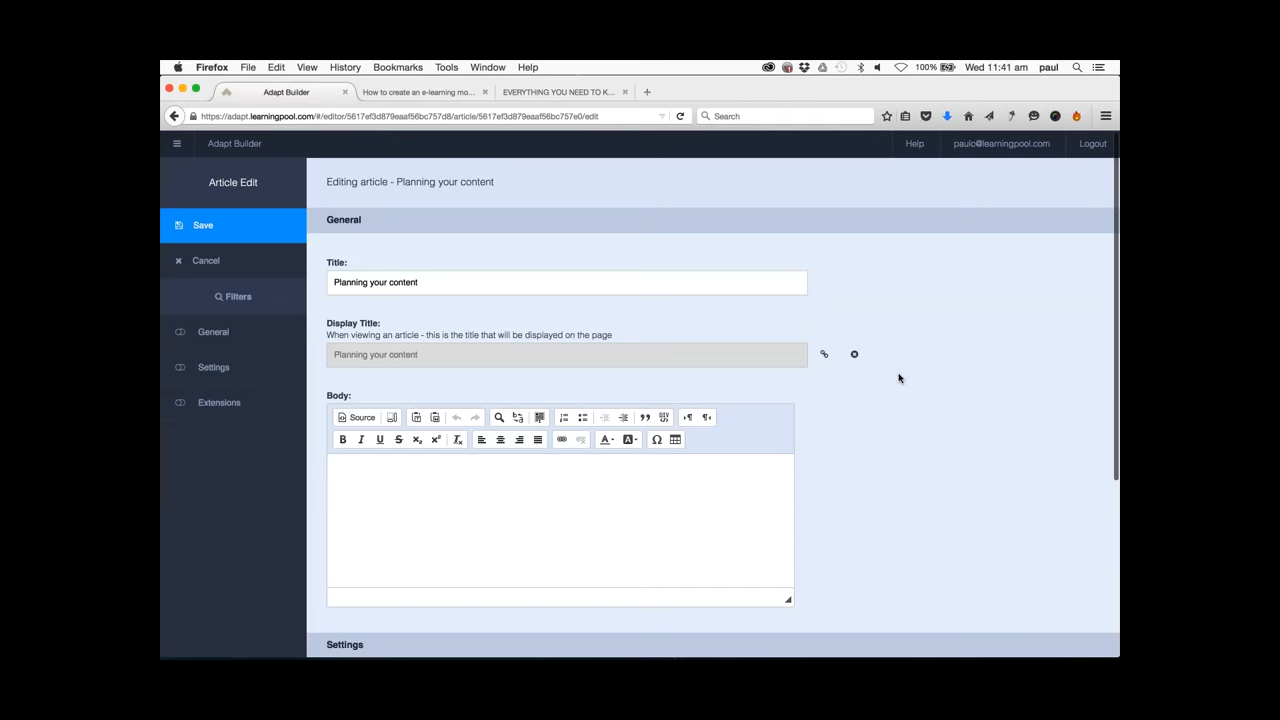 Firefox File Edit View History Bookmarks Tools Window Help 100% Wed 11:41 am paul
Adapt Builder How to create an e-learning mo... EVERYTHING YOU NEED TO K...
https://adapt.learningpool.com/#/editor/5617ef3d879eaaf56bc757d8/article/5617ef3d879eaaf56bc757e0/edit Search
Adapt Builder Help paulc@learningpool.com Logout
Article Edit
Editing article - Planning your content
Save
General
Cancel
Title:
Filters
Planning your content
General
Display Title:
When viewing an article - this is the title that will be displayed on the page
Planning your content
Settings
Body:
Extensions
Source
Settings